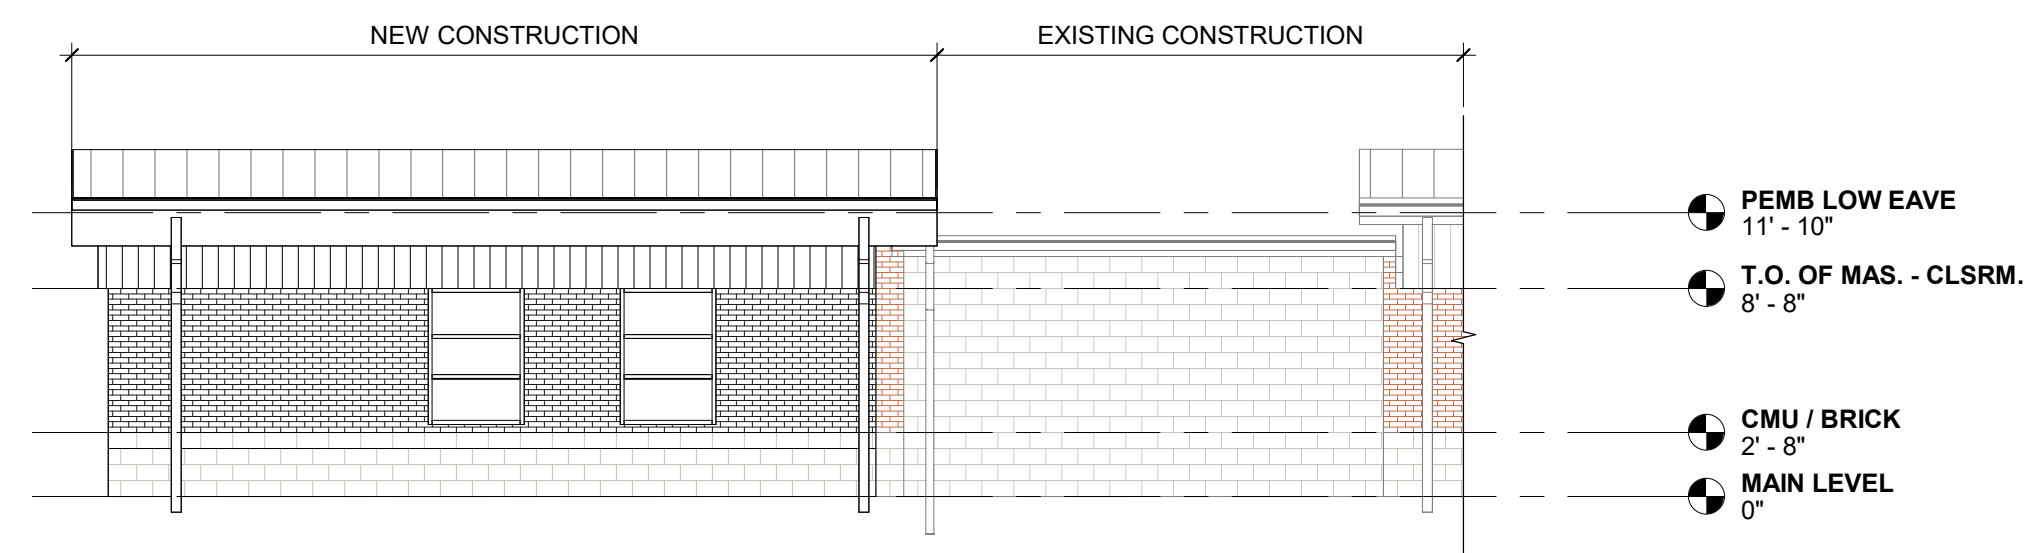 NEW CONSTRUCTION
EXISTING CONSTRUCTION
PEMB LOW EAVE
11' - 10"
T.O. OF MAS. - CLSRM.
8' - 8"
CMU / BRICK
2' - 8"
MAIN LEVEL
0"